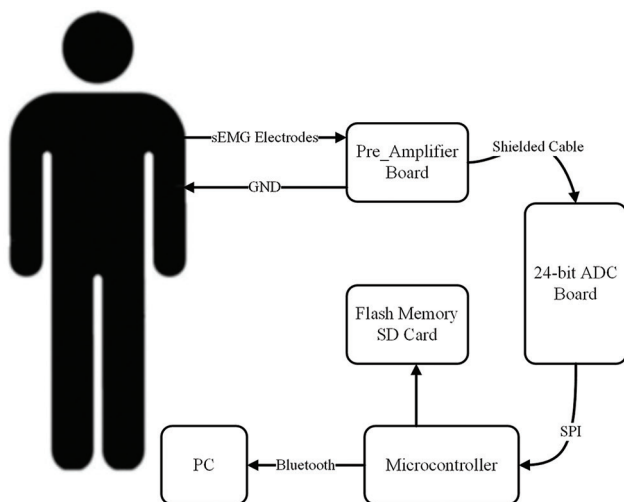 sEMG Electrodes
GND
Pre_Amplifier
Board
Shielded Cable
24-bit ADC
Board
Flash Memory
SD Card
SPI
Microcontroller
Bluetooth
PC